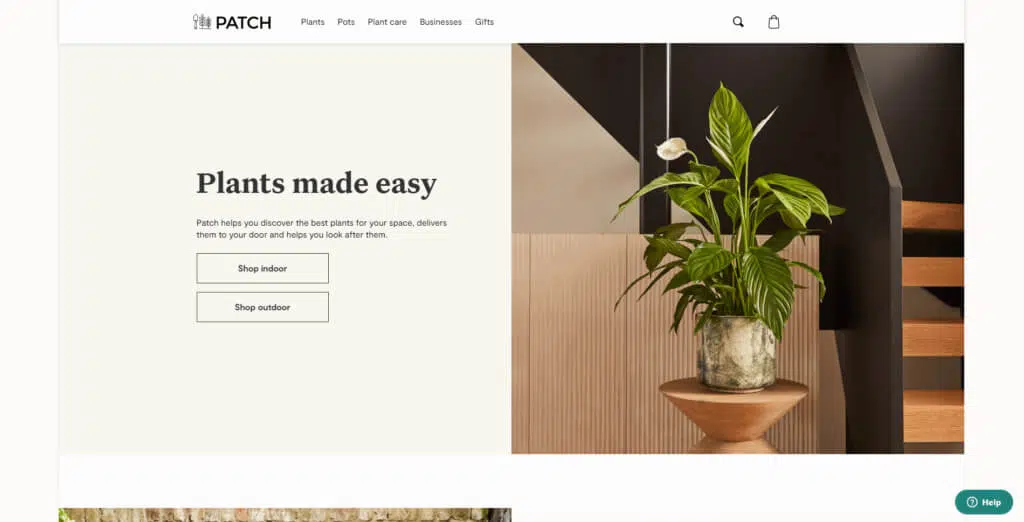 PATCH
Plants
Pots
Plant care
Businesses
Gifts
Plants made easy
Patch helps you discover the best plants for your space, delivers
them to your door and helps you look after them.
Shop indoor
Shop outdoor
Help